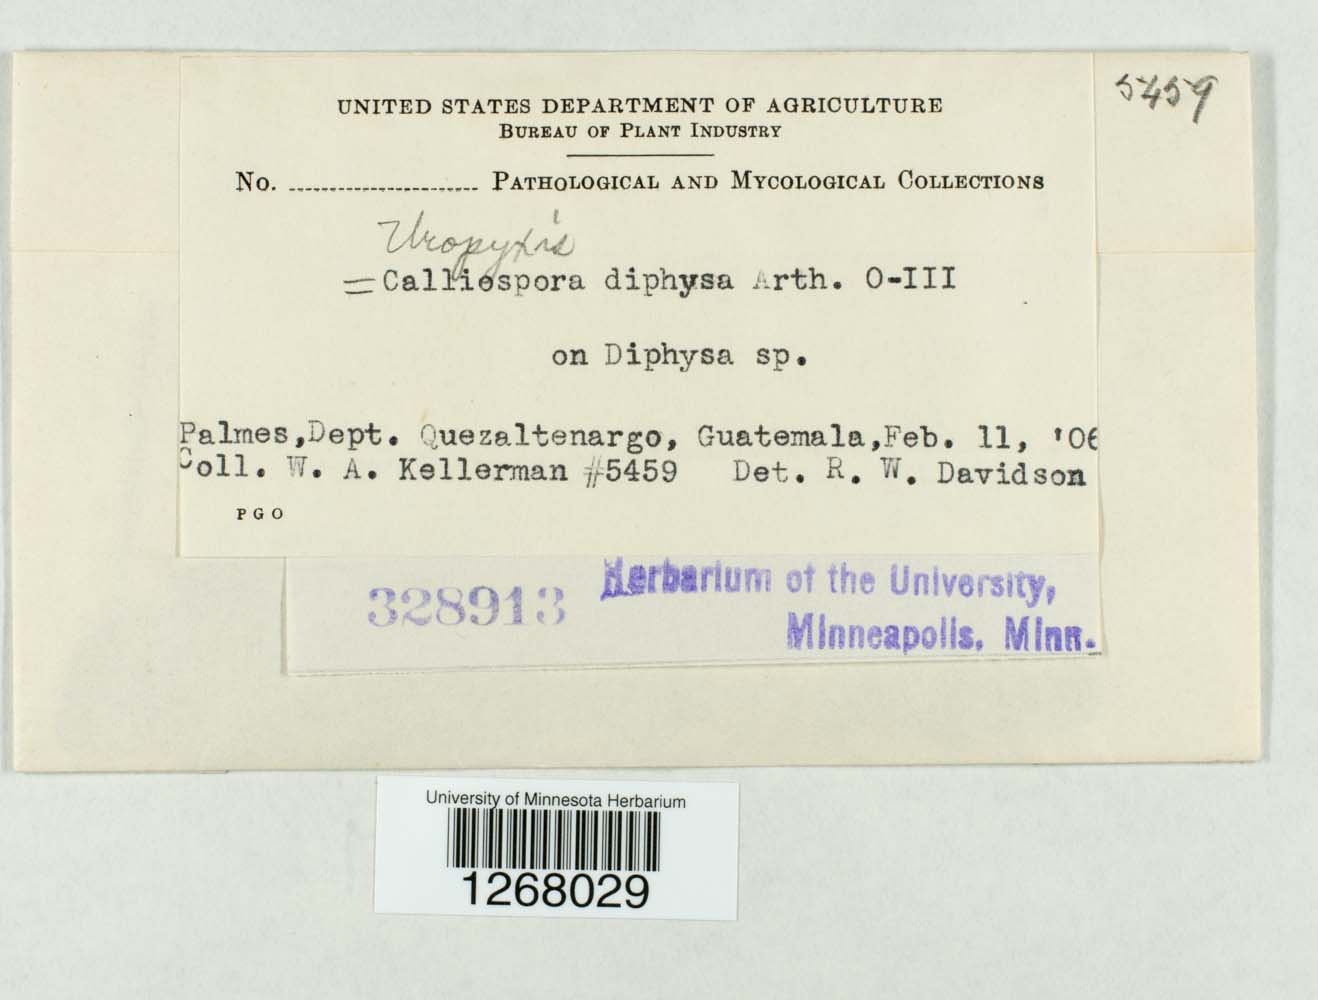 5459
UNITED STATES DEPARTMENT OF AGRICULTURE
BUREAU OF PLANT INDUSTRY
No. PATHOLOGICAL AND MYCOLOGICAL COLLECTIONS
Uropyxis
=Calliospora diphysa Arth. O-III
on Diphysa sp.
Palmes,Dept. Quezaltenargo, Guatemala,Feb. 11, '06
Coll. W. A. Kellerman #5459 Det. R. W. Davidson
PGO
328913 Herbarium of the University,
Minneapolis, Minn.
University of Minnesota Herbarium
1268029